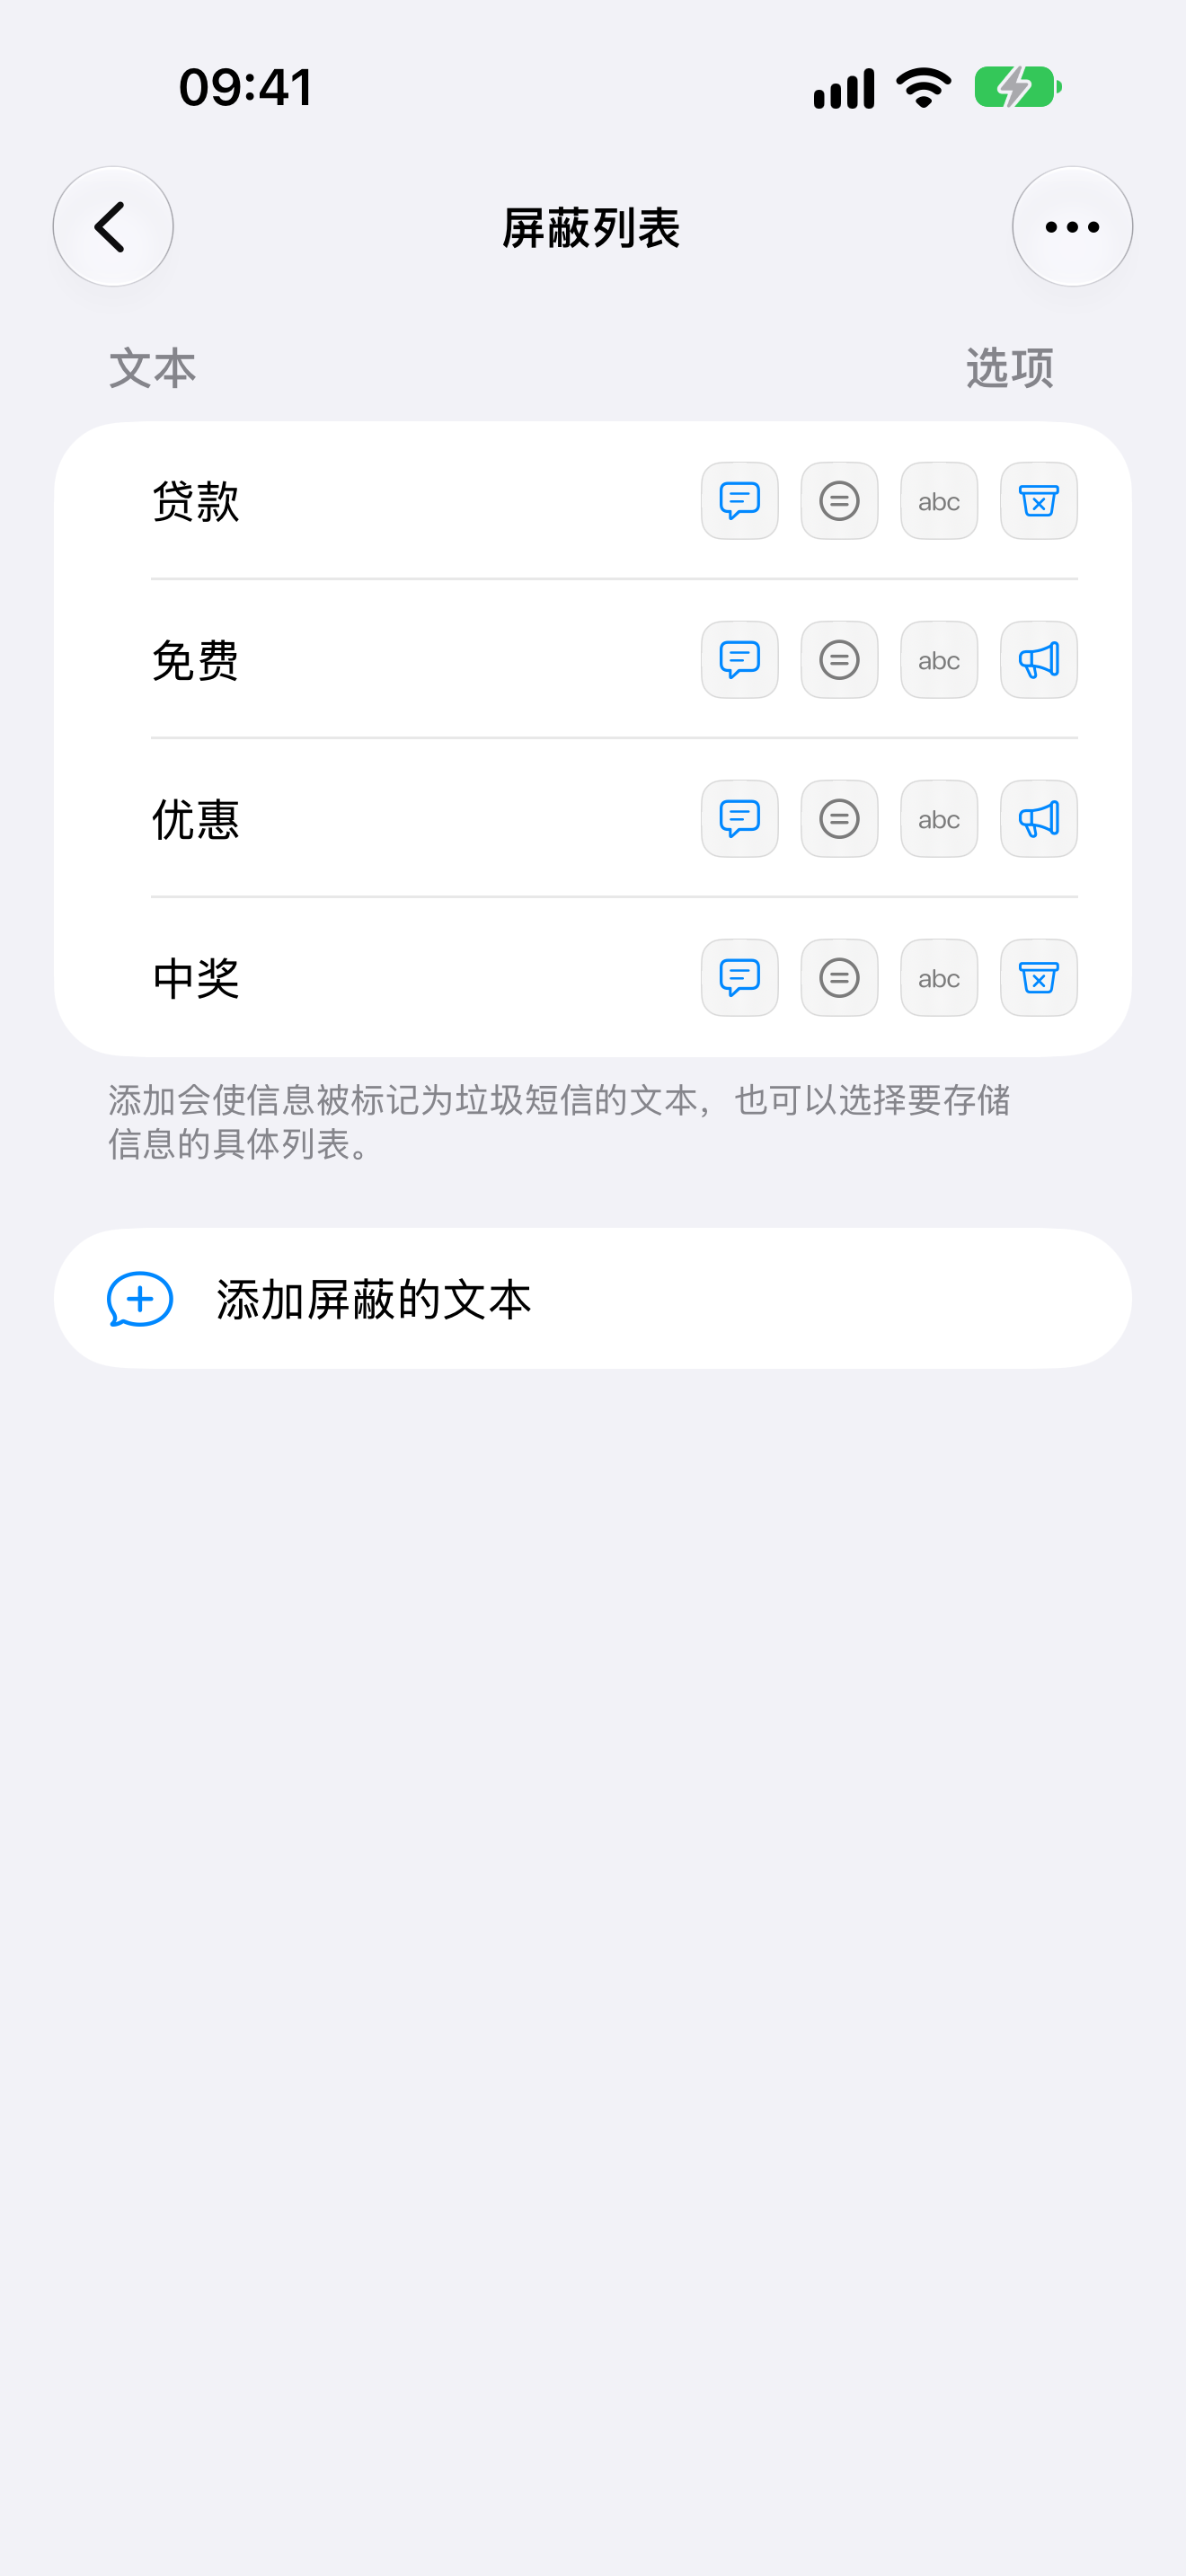 09:41
屏蔽列表
文本 选项
贷款 abc
免费 abc
优惠 abc
中奖 abc
添加会使信息被标记为垃圾短信的文本，也可以选择要存储
信息的具体列表。
添加屏蔽的文本